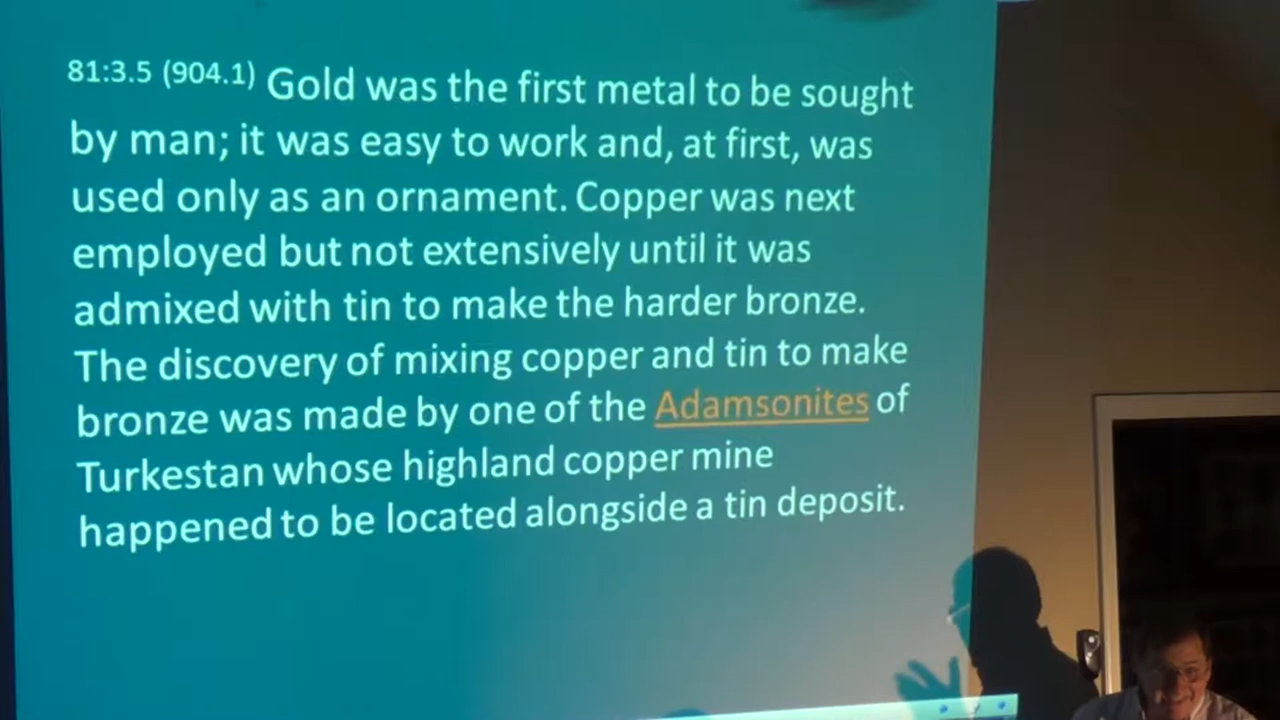 81:3.5 (904.1) Gold was the first metal to be sought
by man; it was easy to work and, at first, was
used only as an ornament. Copper was next
employed but not extensively until it was
admixed with tin to make the harder bronze.
The discovery of mixing copper and tin to make
bronze was made by one of the Adamsonites of
Turkestan whose highland copper mine
happened to be located alongside a tin deposit.